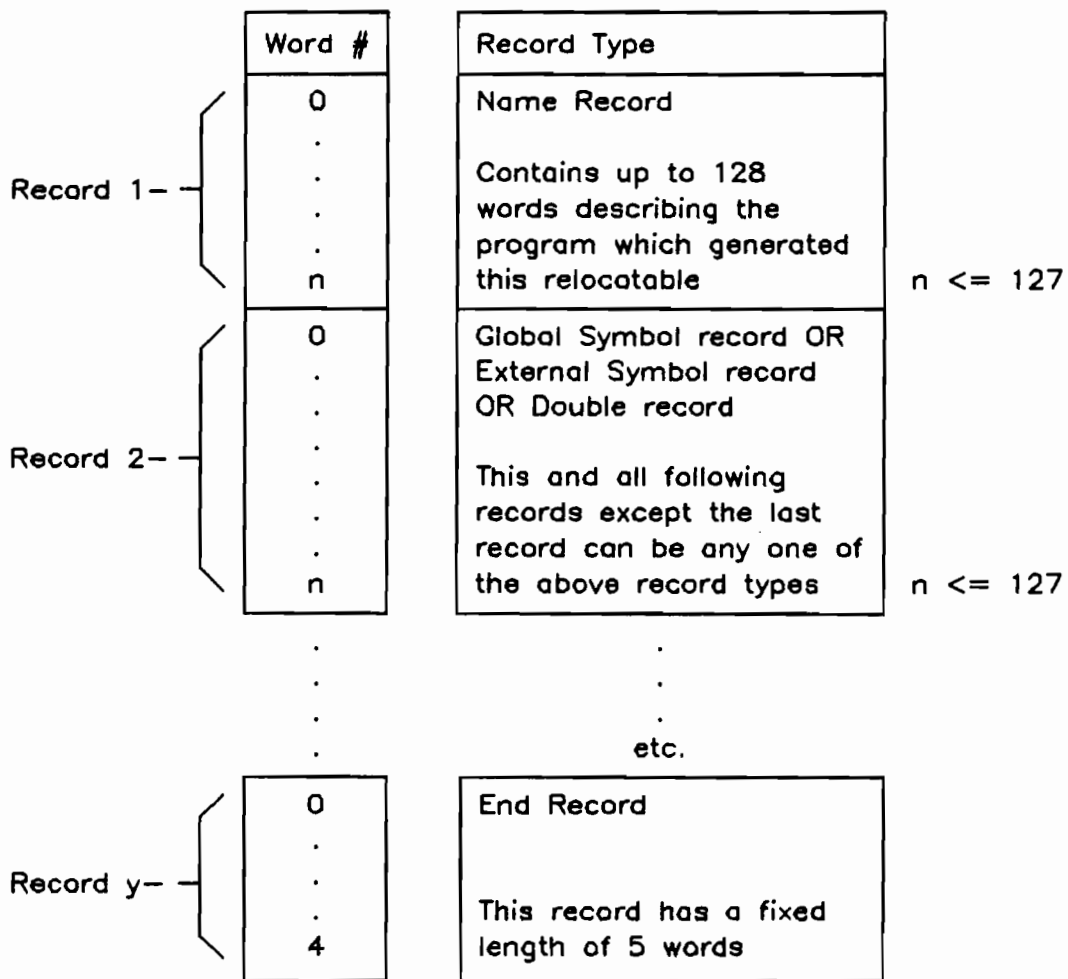 Word # Record Type
0 Name Record
.
. Contains up to 128
Record 1- - . words describing the
. program which generated
n this relocatable n <= 127
0 Global Symbol record OR
. External Symbol record
. OR Double record
Record 2- - .
. This and all following
. records except the last
. record can be any one of
n the above record types n <= 127
. .
. .
. .
. etc.
0 End Record
.
Record y- - .
. This record has a fixed
4 length of 5 words